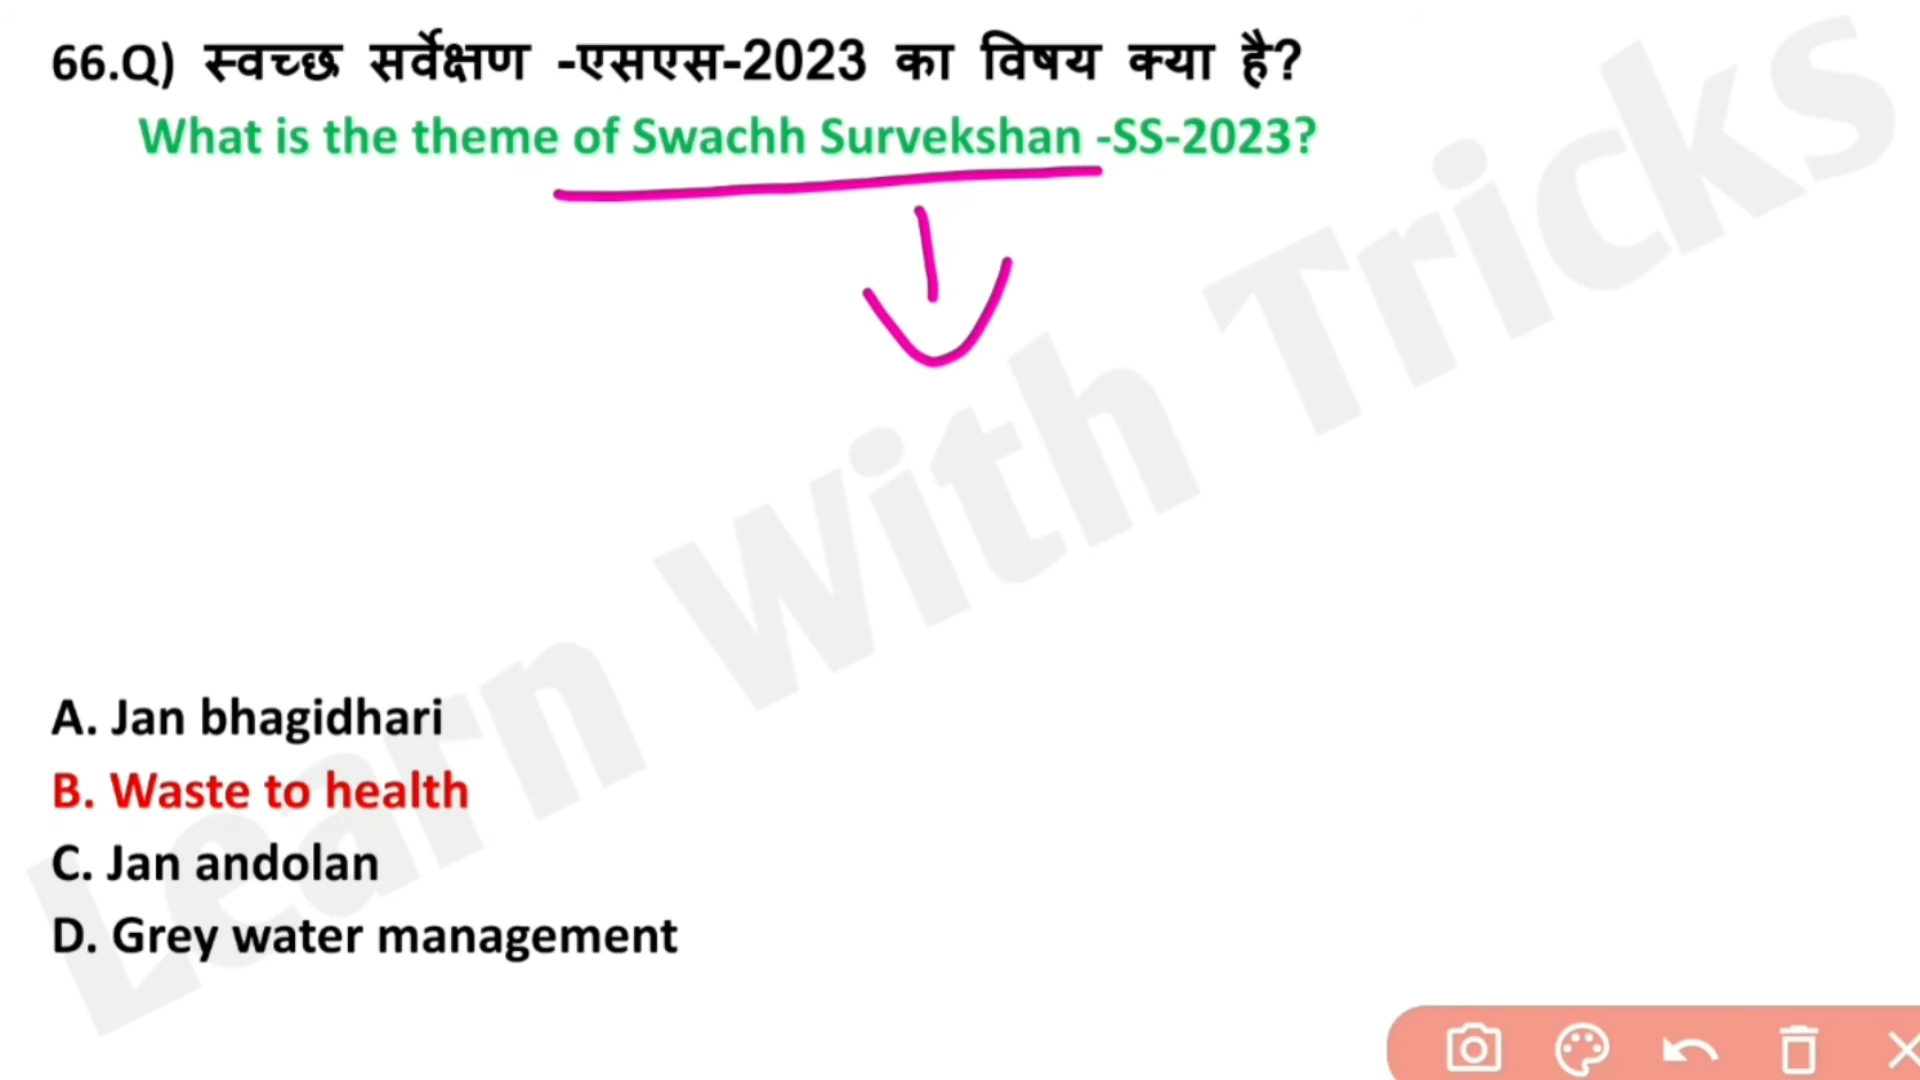 66.Q) स्वच्छ सर्वेक्षण -एसएस-2023 का विषय क्या है?
What is the theme of Swachh Survekshan -SS-2023?
Learn With Tricks
A. Jan bhagidhari
B. Waste to health
C. Jan andolan
D. Grey water management